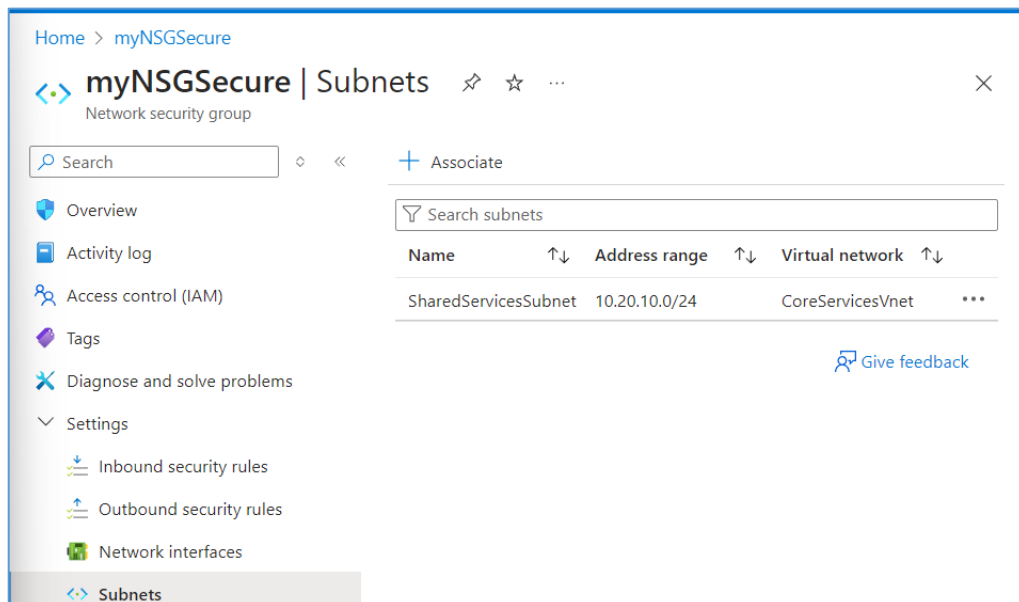 Home > myNSGSecure
myNSGSecure | Subnets ...
Network security group
Search
Associate
Overview
Activity log
Access control (IAM)
Tags
Diagnose and solve problems
Settings
Inbound security rules
Outbound security rules
Network interfaces
Subnets
Search subnets
Name Address range Virtual network
SharedServicesSubnet 10.20.10.0/24 CoreServicesVnet ...
Give feedback